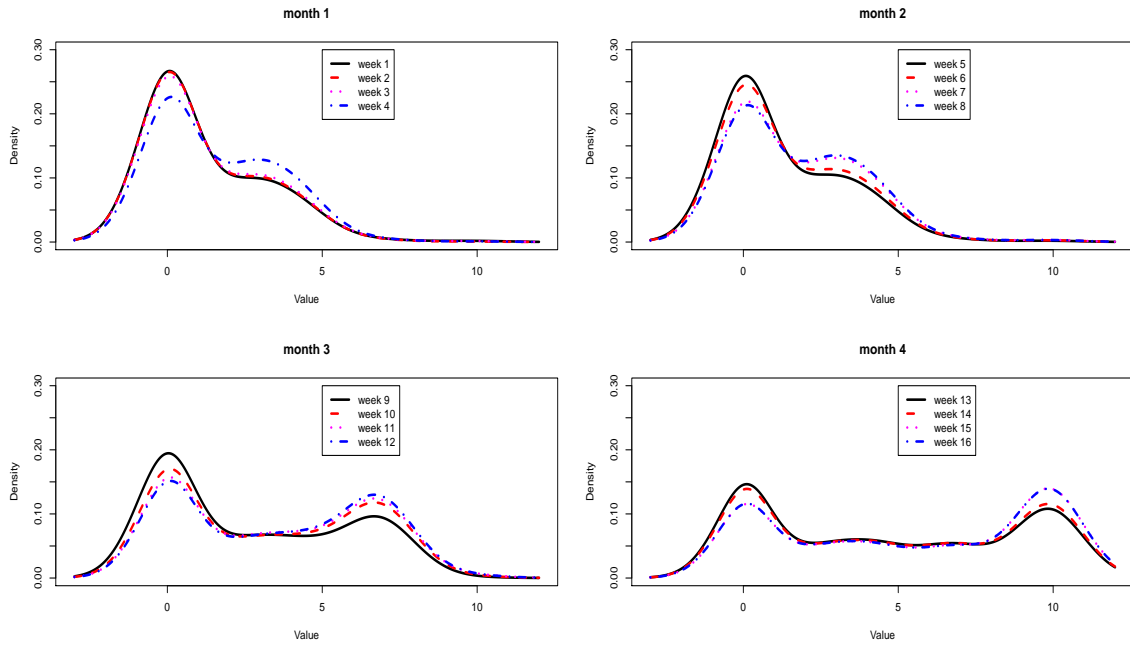 month 1
Density
0.00
0.10
0.20
0.30
week 1
week 2
week 3
week 4
0
5
10
Value
month 2
Density
0.00
0.10
0.20
0.30
week 5
week 6
week 7
week 8
0
5
10
Value
month 3
Density
0.00
0.10
0.20
0.30
week 9
week 10
week 11
week 12
0
5
10
Value
month 4
Density
0.00
0.10
0.20
0.30
week 13
week 14
week 15
week 16
0
5
10
Value